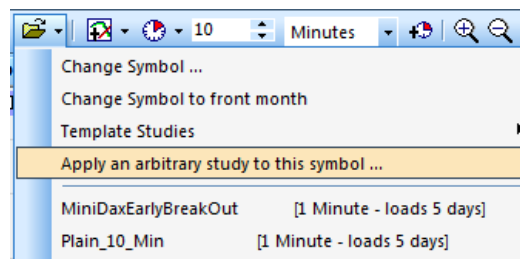 10 Minutes
Change Symbol ...
Change Symbol to front month
Template Studies
Apply an arbitrary study to this symbol ...
MiniDaxEarlyBreakOut [1 Minute - loads 5 days]
Plain_10_Min [1 Minute - loads 5 days]